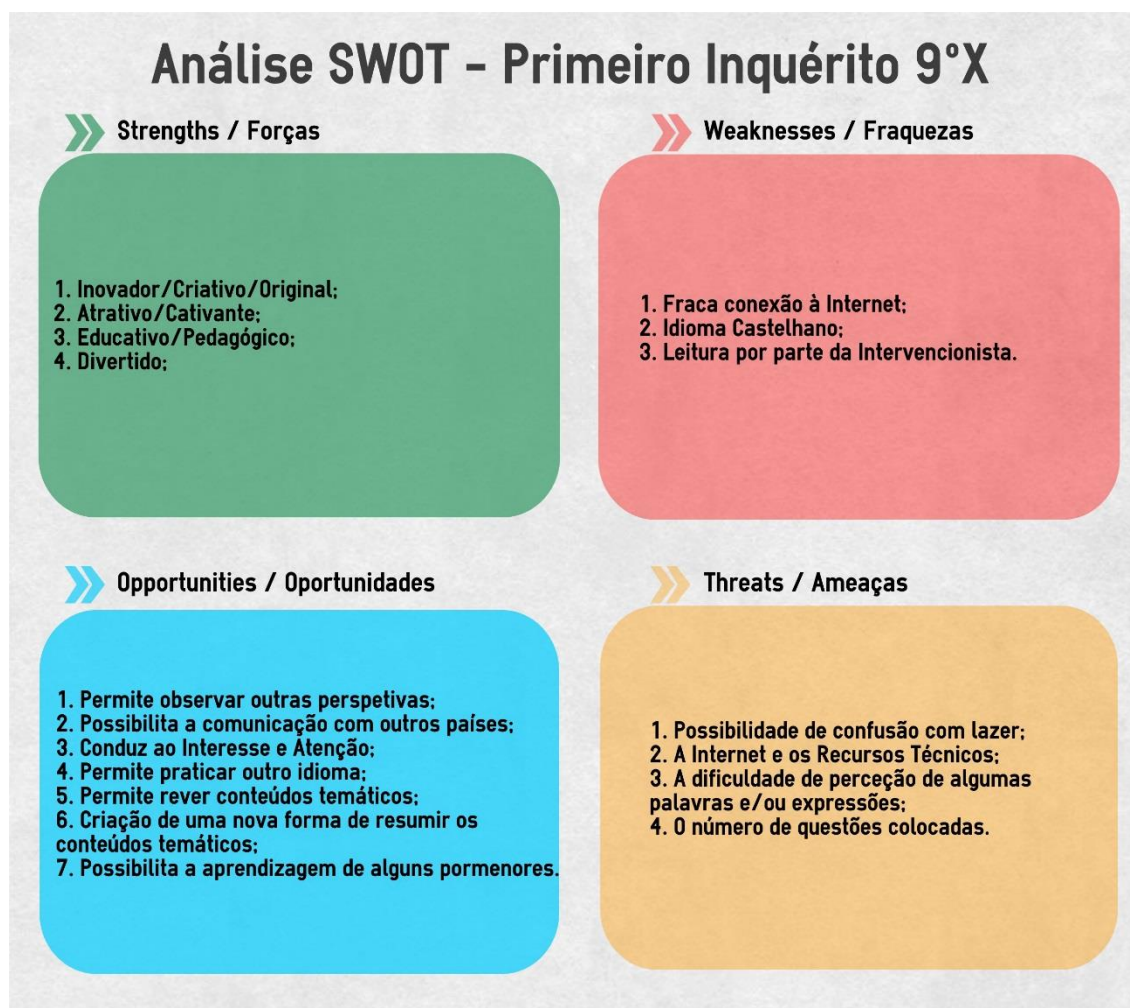 Análise SWOT - Primeiro Inquérito 9ºX
Strengths / Forças
1. Inovador/Criativo/Original;
2. Atrativo/Cativante;
3. Educativo/Pedagógico;
4. Divertido;
Weaknesses / Fraquezas
1. Fraca conexão à Internet;
2. Idioma Castelhano;
3. Leitura por parte da Intervencionista.
Opportunities / Oportunidades
1. Permite observar outras perspetivas;
2. Possibilita a comunicação com outros países;
3. Conduz ao Interesse e Atenção;
4. Permite praticar outro idioma;
5. Permite rever conteúdos temáticos;
6. Criação de uma nova forma de resumir os
conteúdos temáticos;
7. Possibilita a aprendizagem de alguns pormenores.
Threats / Ameaças
1. Possibilidade de confusão com lazer;
2. A Internet e os Recursos Técnicos;
3. A dificuldade de perceção de algumas
palavras e/ou expressões;
4. O número de questões colocadas.